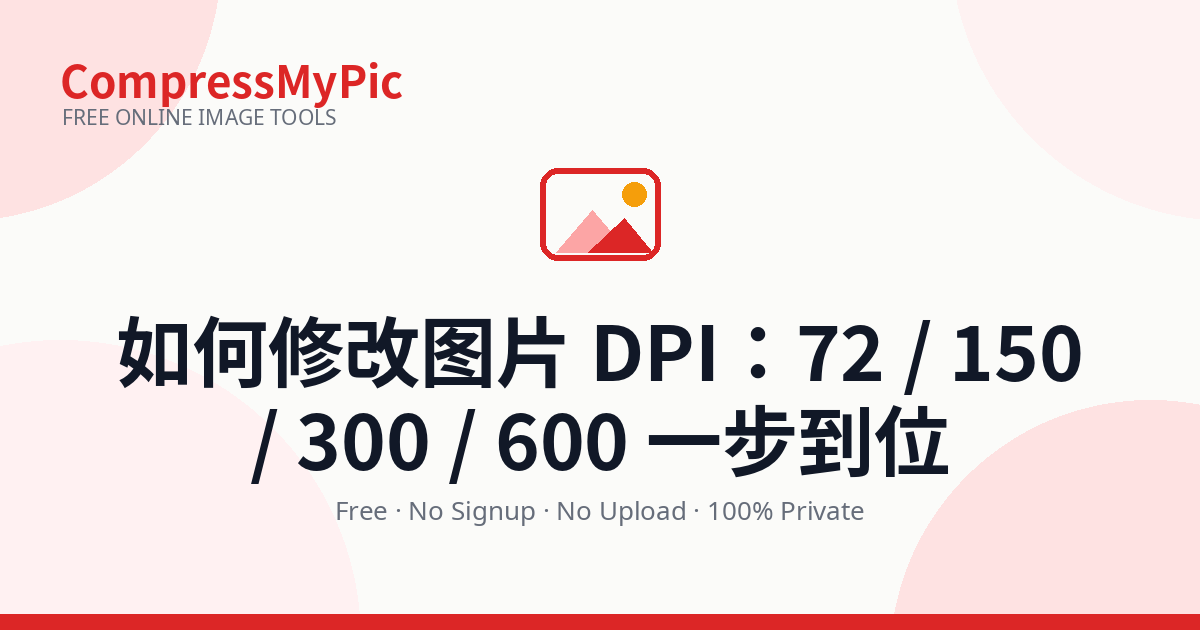 CompressMyPic
FREE ONLINE IMAGE TOOLS
如何修改图片 DPI：72 / 150
/ 300 / 600 一步到位
Free · No Signup · No Upload · 100% Private